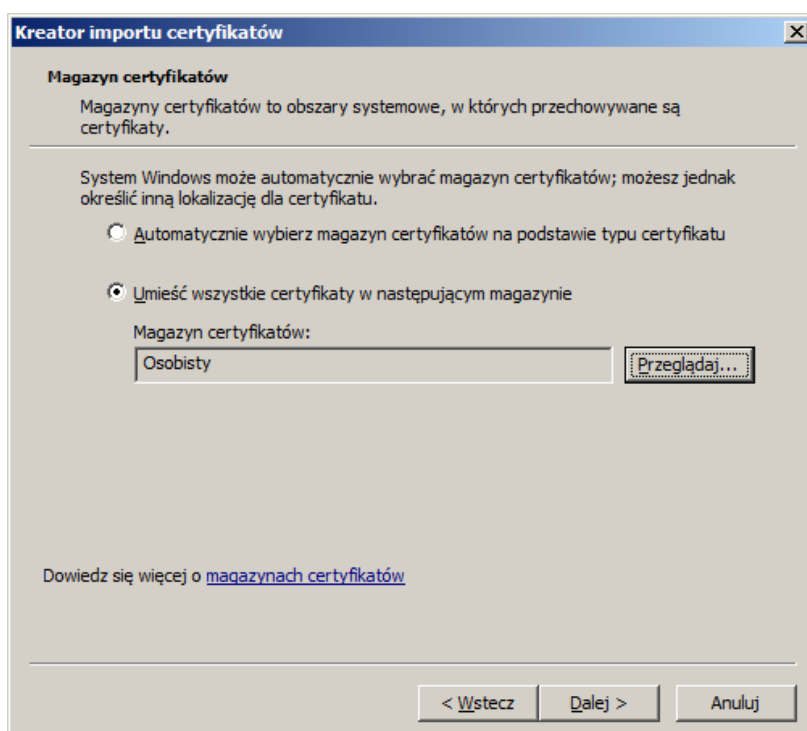 Kreator importu certyfikatów
Magazyn certyfikatów
Magazyny certyfikatów to obszary systemowe, w których przechowywane są
certyfikaty.
System Windows może automatycznie wybrać magazyn certyfikatów; możesz jednak
określić inną lokalizację dla certyfikatu.
Automatycznie wybierz magazyn certyfikatów na podstawie typu certyfikatu
Umieść wszystkie certyfikaty w następującym magazynie
Magazyn certyfikatów:
Osobisty
Przeglądaj...
Dowiedz się więcej o magazynach certyfikatów
< Wstecz
Dalej >
Anuluj